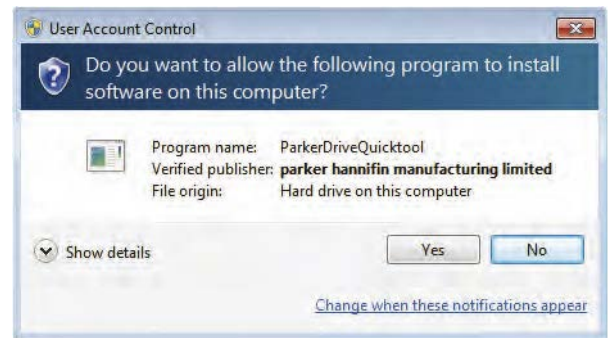 User Account Control
Do you want to allow the following program to install
software on this computer?
Program name: ParkerDriveQuicktool
Verified publisher: parker hannifin manufacturing limited
File origin: Hard drive on this computer
Show details
Yes No
Change when these notifications appear